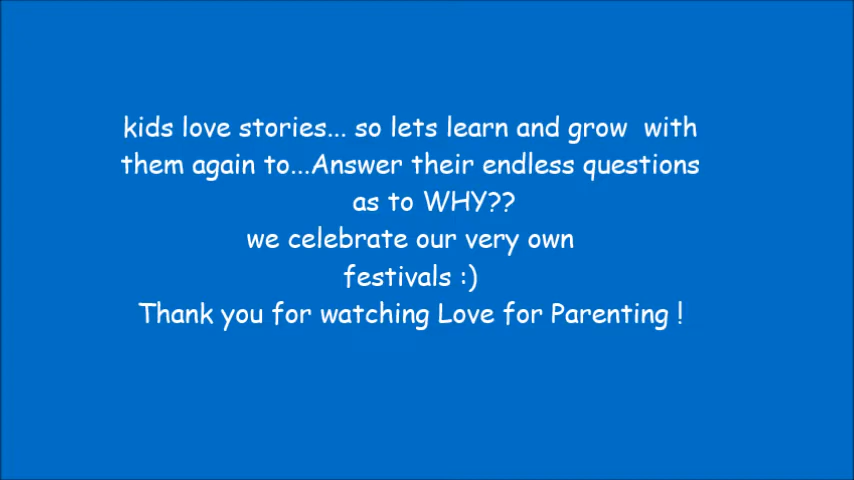 kids love stories... so lets learn and grow  with
them again to...Answer their endless questions
as to WHY??
we celebrate our very own
festivals :)
Thank you for watching Love for Parenting !